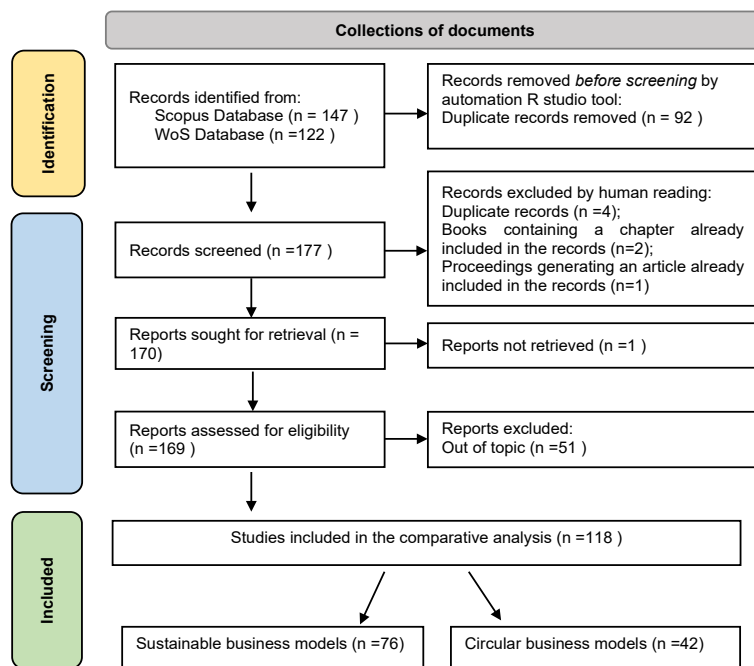 Collections of documents
Identification
Records identified from:
Scopus Database (n = 147 )
WoS Database (n =122 )
Records removed before screening by
automation R studio tool:
Duplicate records removed (n = 92 )
Screening
Records screened (n =177 )
Records excluded by human reading:
Duplicate records (n =4);
Books containing a chapter already
included in the records (n=2);
Proceedings generating an article already
included in the records (n=1)
Reports sought for retrieval (n =
170)
Reports not retrieved (n =1 )
Reports assessed for eligibility
(n =169 )
Reports excluded:
Out of topic (n =51 )
Included
Studies included in the comparative analysis (n =118 )
Sustainable business models (n =76)
Circular business models (n =42)